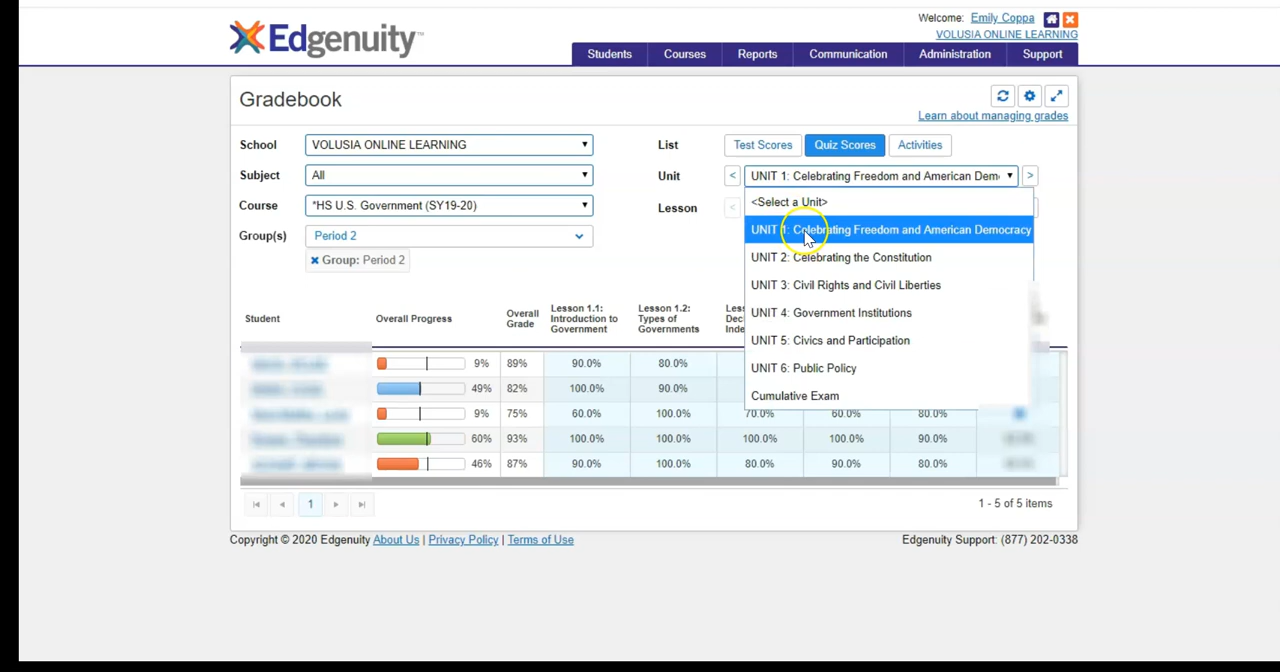 Welcome: Emily Coppa
VOLUSIA ONLINE LEARNING
Edgenuity™
Students Courses Reports Communication Administration Support
Gradebook
Learn about managing grades
School VOLUSIA ONLINE LEARNING
List Test Scores Quiz Scores Activities
Subject All
Unit < UNIT 1: Celebrating Freedom and American Dem >
Course *HS U.S. Government (SY19-20)
Lesson <
Group(s) Period 2
Group: Period 2
<Select a Unit>
UNIT 1: Celebrating Freedom and American Democracy
UNIT 2: Celebrating the Constitution
UNIT 3: Civil Rights and Civil Liberties
UNIT 4: Government Institutions
UNIT 5: Civics and Participation
UNIT 6: Public Policy
Cumulative Exam
Student
Overall Progress
Overall
Grade
Lesson 1.1:
Introduction to
Government
Lesson 1.2:
Types of
Governments
9% 89% 90.0% 80.0%
49% 82% 100.0% 90.0%
9% 75% 60.0% 100.0% 70.0% 60.0% 80.0%
60% 93% 100.0% 100.0% 100.0% 100.0% 90.0%
46% 87% 90.0% 100.0% 80.0% 90.0% 80.0%
1
1 - 5 of 5 items
Copyright © 2020 Edgenuity About Us | Privacy Policy | Terms of Use
Edgenuity Support: (877) 202-0338